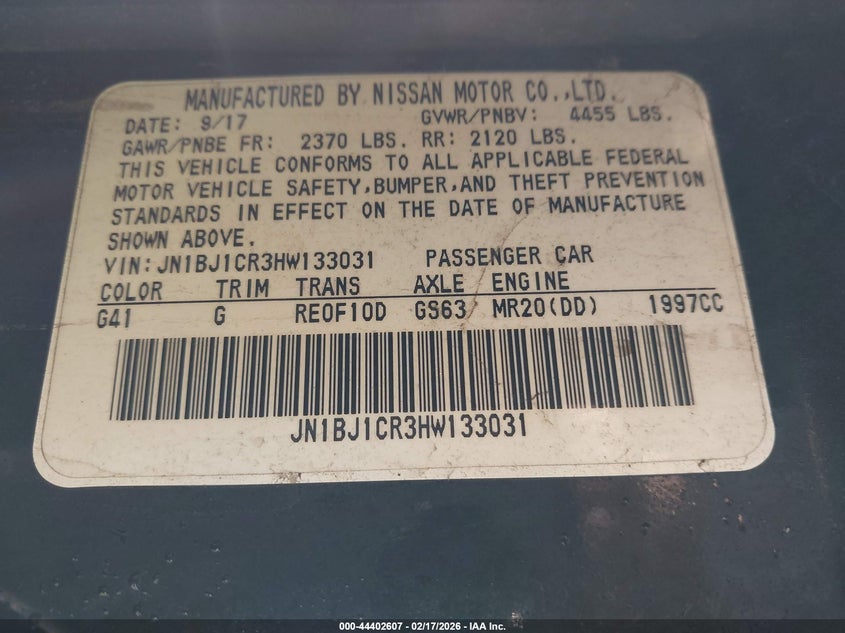 MANUFACTURED BY NISSAN MOTOR CO.,LTD.
DATE: 9/17 GVWR/PNBV: 4455 LBS.
GAWR/PNBE FR: 2370 LBS. RR: 2120 LBS.
THIS VEHICLE CONFORMS TO ALL APPLICABLE FEDERAL
MOTOR VEHICLE SAFETY,BUMPER,AND THEFT PREVENTION
STANDARDS IN EFFECT ON THE DATE OF MANUFACTURE
SHOWN ABOVE.
VIN:JN1BJ1CR3HW133031 PASSENGER CAR
COLOR TRIM TRANS AXLE ENGINE
G41 G RE0F10D GS63 MR20(DD) 1997CC
JN1BJ1CR3HW133031
000-44402607 - 02/17/2026 - IAA Inc.